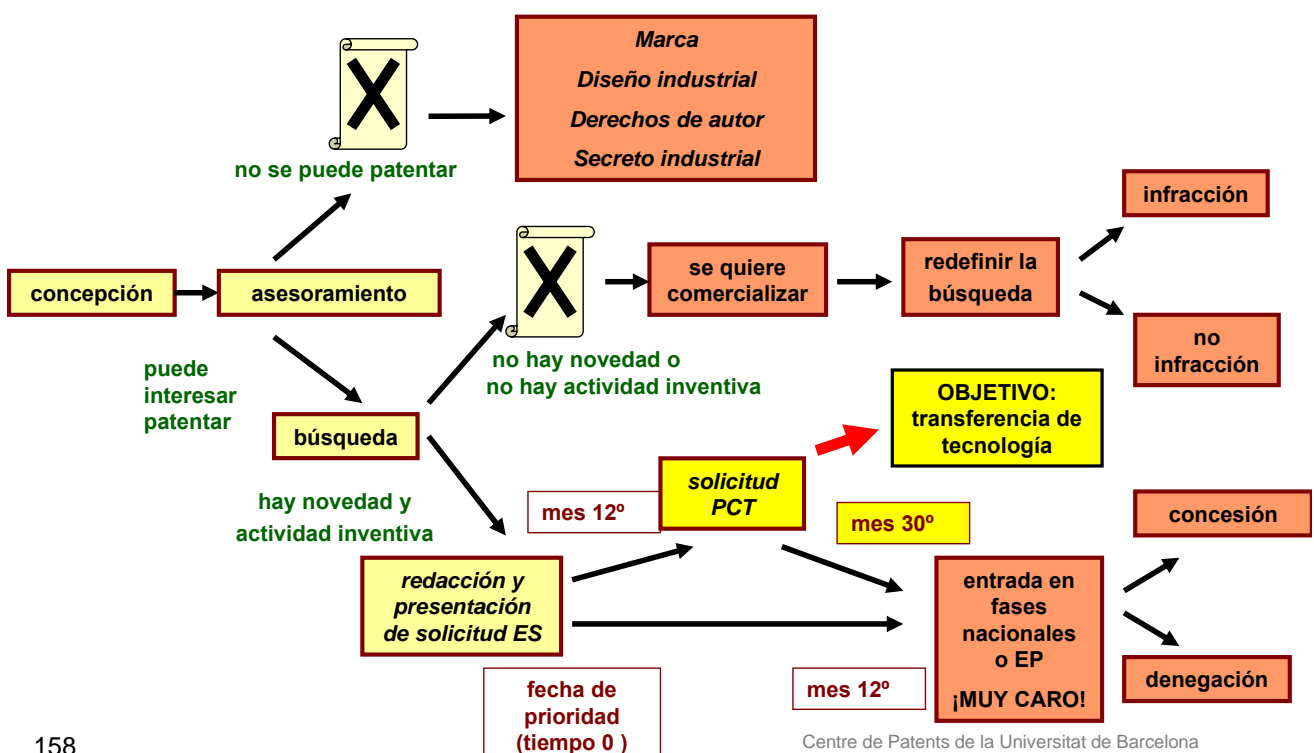 Marca
Diseño industrial
Derechos de autor
Secreto industrial
no se puede patentar
infracción
concepción
asesoramiento
se quiere
comercializar
redefinir la
búsqueda
no
infracción
no hay novedad o
no hay actividad inventiva
puede
interesar
patentar
búsqueda
OBJETIVO:
transferencia de
tecnología
hay novedad y
actividad inventiva
mes 12º
solicitud
PCT
mes 30º
concesión
redacción y
presentación
de solicitud ES
entrada en
fases
nacionales
o EP
¡MUY CARO!
denegación
fecha de
prioridad
(tiempo 0 )
mes 12º
158
Centre de Patents de la Universitat de Barcelona